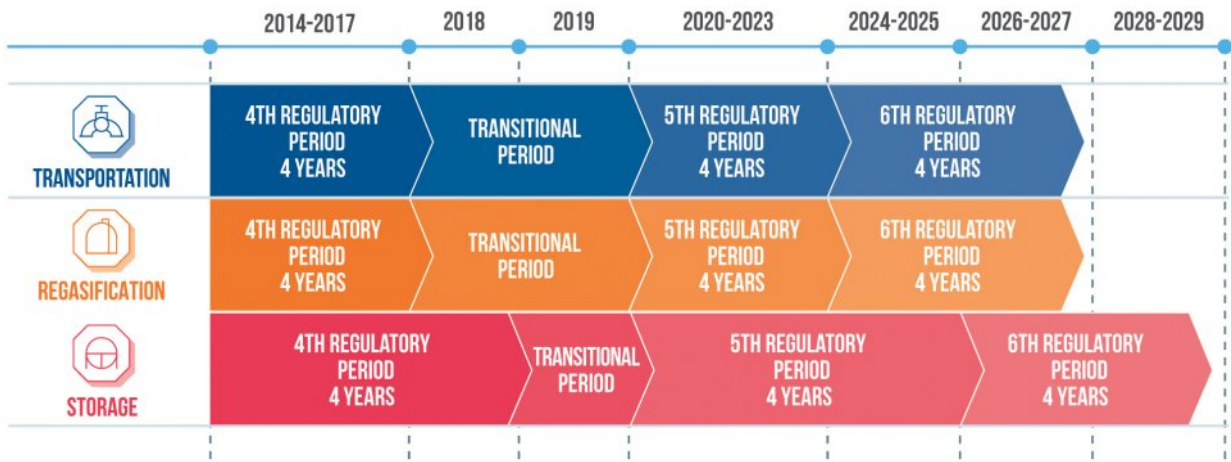 2014-2017 2018 2019 2020-2023 2024-2025 2026-2027 2028-2029
TRANSPORTATION
4TH REGULATORY
PERIOD
4 YEARS
TRANSITIONAL
PERIOD
5TH REGULATORY
PERIOD
4 YEARS
6TH REGULATORY
PERIOD
4 YEARS
REGASIFICATION
4TH REGULATORY
PERIOD
4 YEARS
TRANSITIONAL
PERIOD
5TH REGULATORY
PERIOD
4 YEARS
6TH REGULATORY
PERIOD
4 YEARS
STORAGE
4TH REGULATORY
PERIOD
4 YEARS
TRANSITIONAL
PERIOD
5TH REGULATORY
PERIOD
4 YEARS
6TH REGULATORY
PERIOD
4 YEARS